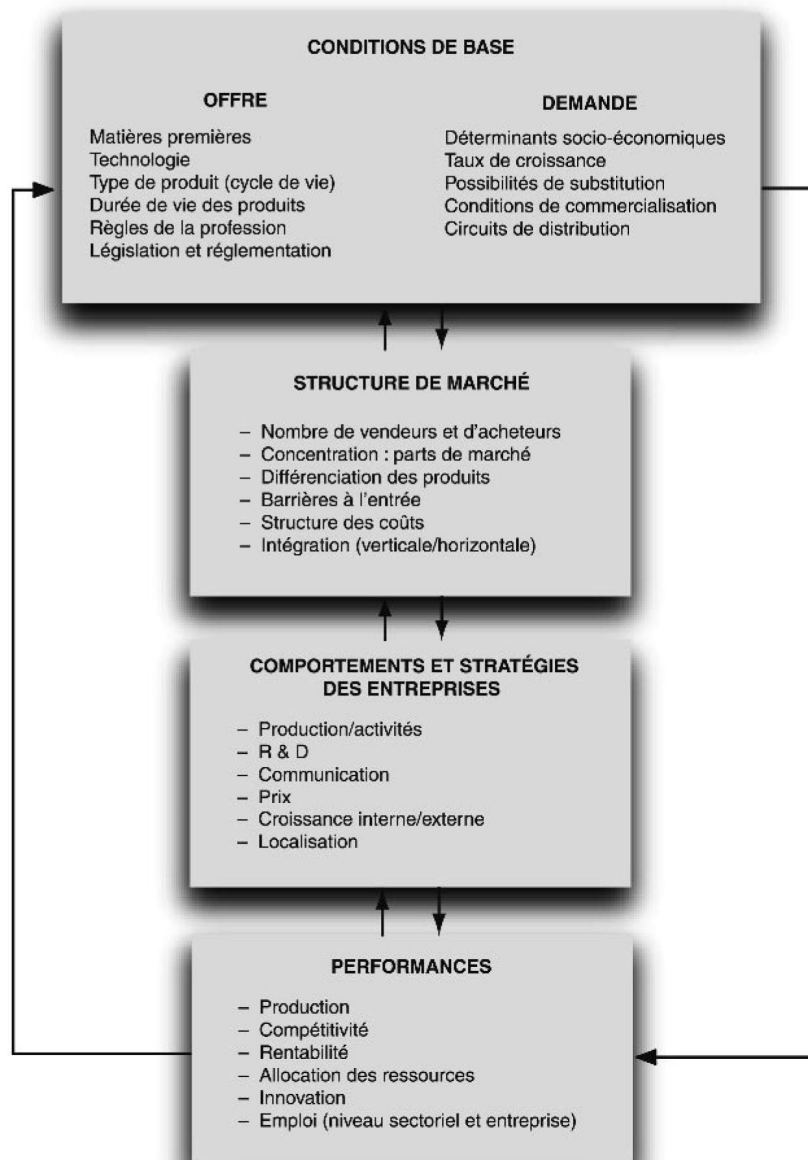 CONDITIONS DE BASE
OFFRE
Matières premières
Technologie
Type de produit (cycle de vie)
Durée de vie des produits
Règles de la profession
Législation et réglementation
DEMANDE
Déterminants socio-économiques
Taux de croissance
Possibilités de substitution
Conditions de commercialisation
Circuits de distribution
STRUCTURE DE MARCHÉ
– Nombre de vendeurs et d'acheteurs
– Concentration : parts de marché
– Différenciation des produits
– Barrières à l'entrée
– Structure des coûts
– Intégration (verticale/horizontale)
COMPORTEMENTS ET STRATÉGIES
DES ENTREPRISES
– Production/activités
– R & D
– Communication
– Prix
– Croissance interne/externe
– Localisation
PERFORMANCES
– Production
– Compétitivité
– Rentabilité
– Allocation des ressources
– Innovation
– Emploi (niveau sectoriel et entreprise)